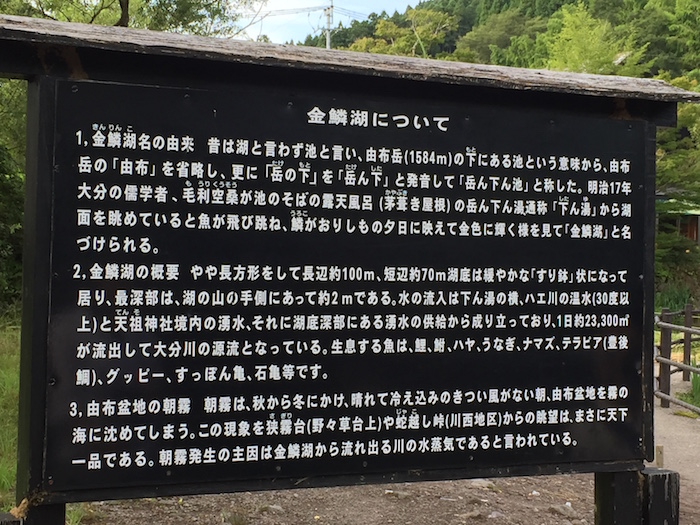 金鱗湖について
1,金鱗湖名の由来 昔は湖と言わず池と言い、由布岳(1584m)の下にある池という意味から、由布
岳の「由布」を省略し、更に「岳の下」を「岳ん下」と発音して「岳ん下池」と称した。明治17年
大分の儒学者、毛利空桑が池のそばの露天風呂(茅葺き屋根)の岳ん下ん湯通称「下ん湯」から湖
面を眺めていると魚が飛び跳ね、鱗がおりしもの夕日に映えて金色に輝く様を見て「金鱗湖」と名
づけられる。
2,金鱗湖の概要 やや長方形をして長辺約100m、短辺約70m湖底は緩やかな「すり鉢」状になって
居り、最深部は、湖の山の手側にあって約2mである。水の流入は下ん湯の横、ハエ川の温水(30度以
上)と天祖神社境内の湧水、それに湖底深部にある湧水の供給から成り立っており、1日約23,300㎥
が流出して大分川の源流となっている。生息する魚は、鯉、鮒、ハヤ、うなぎ、ナマズ、テラピア(豊後
鯛)、グッピー、すっぽん亀、石亀等です。
3,由布盆地の朝霧 朝霧は、秋から冬にかけ、晴れて冷え込みのきつい風がない朝、由布盆地を霧の
海に沈めてしまう。この現象を狭霧台(野々草台上)や蛇越し峠(川西地区)からの眺望は、まさに天下
一品である。朝霧発生の主因は金鱗湖から流れ出る川の水蒸気であると言われている。